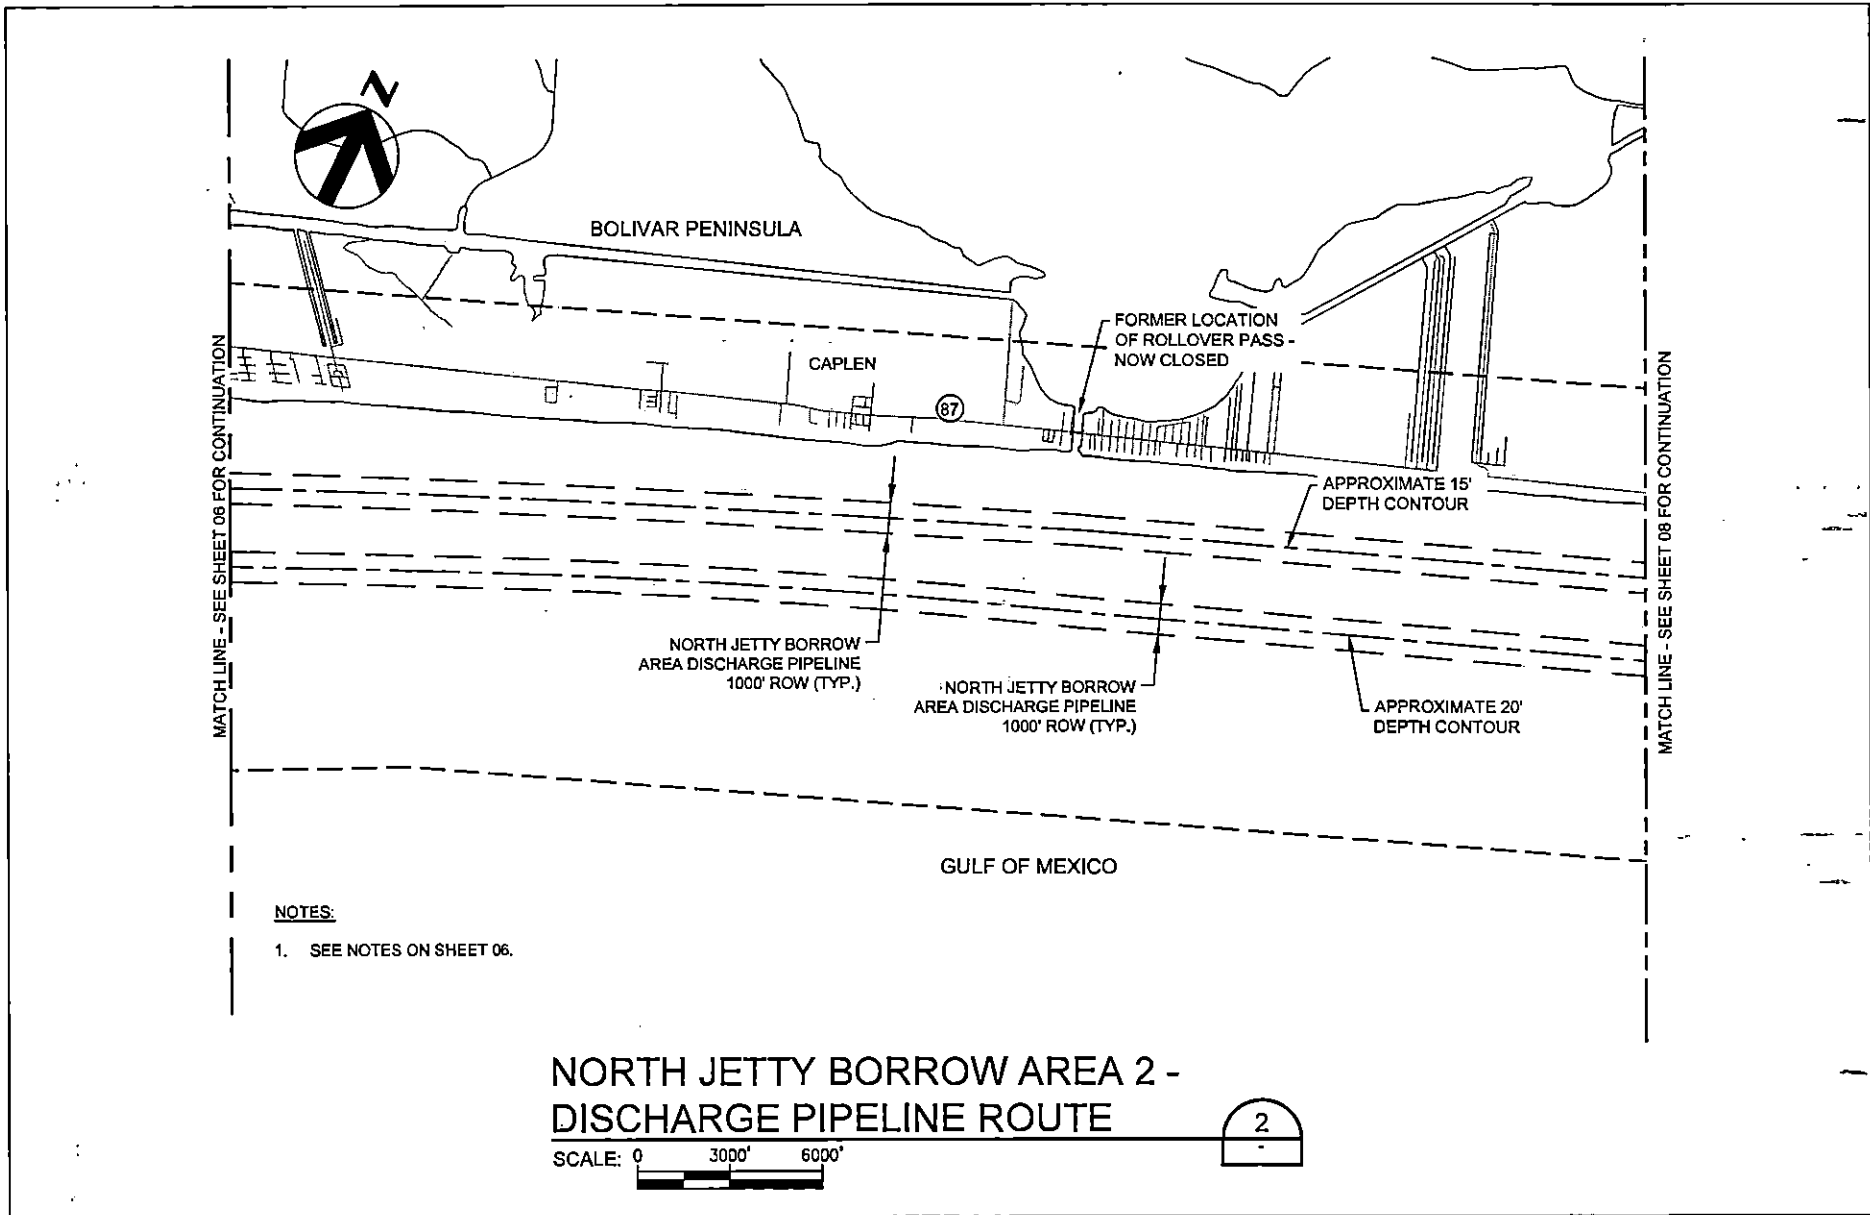 N
BOLIVAR PENINSULA
FORMER LOCATION
OF ROLLOVER PASS -
NOW CLOSED
CAPLEN
87
MATCH LINE - SEE SHEET 06 FOR CONTINUATION
MATCH LINE - SEE SHEET 08 FOR CONTINUATION
APPROXIMATE 15'
DEPTH CONTOUR
NORTH JETTY BORROW
AREA DISCHARGE PIPELINE
1000' ROW (TYP.)
NORTH JETTY BORROW
AREA DISCHARGE PIPELINE
1000' ROW (TYP.)
APPROXIMATE 20'
DEPTH CONTOUR
GULF OF MEXICO
NOTES:
1. SEE NOTES ON SHEET 06.
NORTH JETTY BORROW AREA 2 -
DISCHARGE PIPELINE ROUTE
2
-
SCALE: 0 3000' 6000'